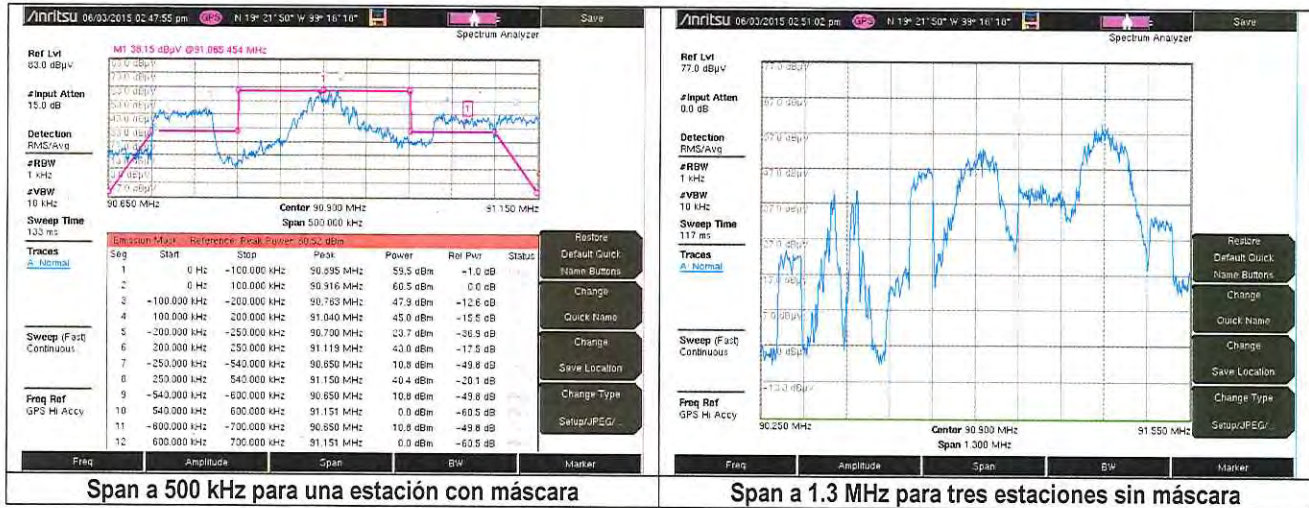 Anritsu 06/03/2015 02:47:55 pm GPS N 19° 21' 50" W 99° 16' 18" Save
Spectrum Analyzer
Ref Lvl
83.0 dBµV
M1 38.15 dBµV @91.065 454 MHz
#Input Atten
15.0 dB
Detection
RMS/Avg
#RBW
1 kHz
#VBW
10 kHz
90.650 MHz Center 90.900 MHz 91.150 MHz
Sweep Time
133 ms
Span 500.000 kHz
Traces
A: Normal
Emission Mask Reference: Peak Power: 60.52 dBm
Seg Start Stop Peak Power Rel Pwr Status
1 0 Hz -100.000 kHz 90.895 MHz 59.5 dBm -1.0 dB
2 0 Hz 100.000 kHz 90.916 MHz 60.5 dBm 0.0 dB
3 -100.000 kHz -200.000 kHz 90.763 MHz 47.9 dBm -12.6 dB
4 100.000 kHz 200.000 kHz 91.040 MHz 45.0 dBm -15.5 dB
5 -200.000 kHz -250.000 kHz 90.700 MHz 23.7 dBm -36.9 dB
6 200.000 kHz 250.000 kHz 91.119 MHz 43.0 dBm -17.5 dB
7 -250.000 kHz -540.000 kHz 90.650 MHz 10.8 dBm -49.8 dB
8 250.000 kHz 540.000 kHz 91.150 MHz 40.4 dBm -20.1 dB
9 -540.000 kHz -600.000 kHz 90.650 MHz 10.8 dBm -49.8 dB
10 540.000 kHz 600.000 kHz 91.151 MHz 0.0 dBm -60.5 dB
11 -600.000 kHz -700.000 kHz 90.650 MHz 10.8 dBm -49.8 dB
12 600.000 kHz 700.000 kHz 91.151 MHz 0.0 dBm -60.5 dB
Sweep (Fast)
Continuous
Freq Ref
GPS Hi Accy
Restore
Default Quick
Name Buttons
Change
Quick Name
Change
Save Location
Change Type
Setup/JPEG/...
Freq Amplitude Span BW Marker
Span a 500 kHz para una estación con máscara
Anritsu 06/03/2015 02:51:02 pm GPS N 19° 21' 50" W 99° 16' 18" Save
Spectrum Analyzer
Ref Lvl
77.0 dBµV
#Input Atten
0.0 dB
Detection
RMS/Avg
#RBW
1 kHz
#VBW
10 kHz
Sweep Time
117 ms
Traces
A: Normal
Sweep (Fast)
Continuous
Freq Ref
GPS Hi Accy
77.0 dBµV
67.0 dBµV
-13.0 dBµV
90.250 MHz Center 90.900 MHz 91.550 MHz
Span 1.300 MHz
Restore
Default Quick
Name Buttons
Change
Quick Name
Change
Save Location
Change Type
Setup/JPEG/...
Freq Amplitude Span BW Marker
Span a 1.3 MHz para tres estaciones sin máscara